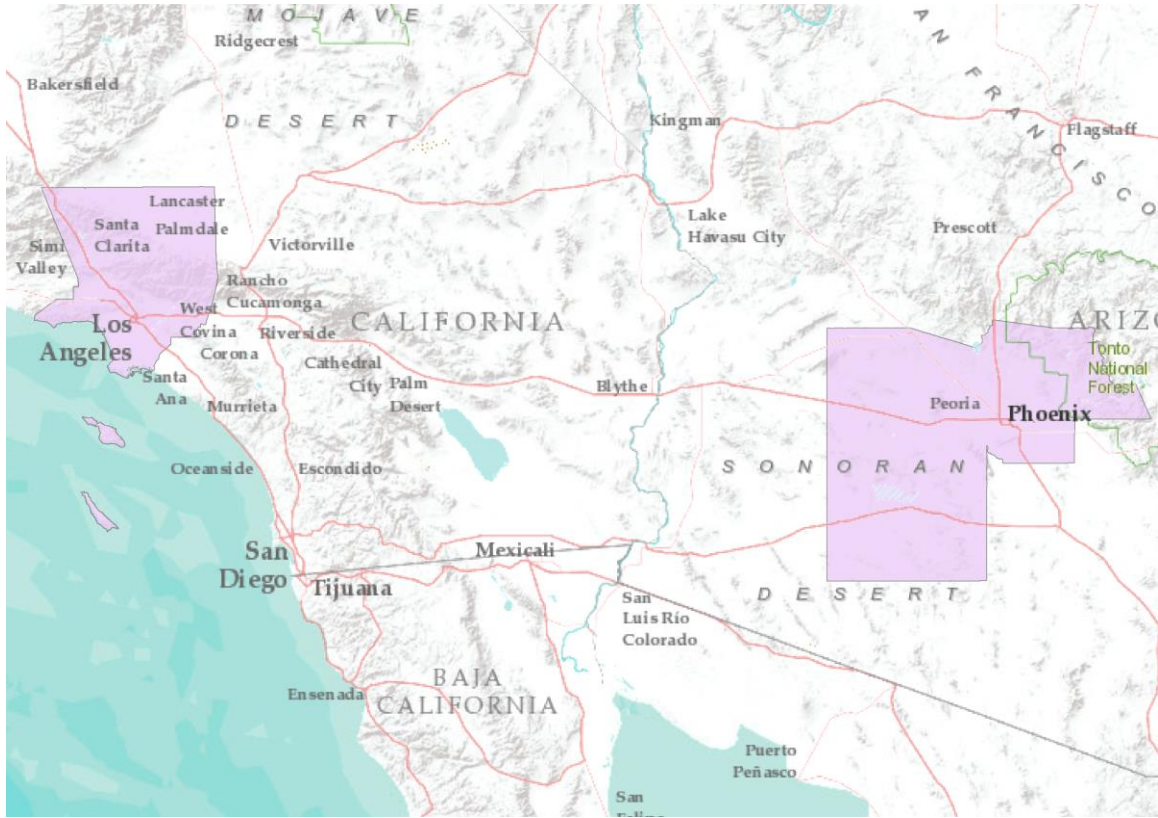 MOJAVE
Ridgecrest
Bakersfield
DESERT
Kingman
AN FRANCISCO
Flagstaff
Lancaster
Santa
Clarita
Palmdale
Simi
Valley
Victorville
Lake
Havasu City
Prescott
Rancho
Cucamonga
West
Covina
Los
Angeles
CALIFORNIA
Riverside
Corona
ARIZO
Tonto
National
Forest
Cathedral
City
Palm
Desert
Santa
Ana
Murrieta
Blythe
Peoria
Phoenix
Oceanside
Escondido
SONORAN
San
Diego
Mexicali
Tijuana
DESERT
San
Luis Río
Colorado
BAJA
CALIFORNIA
Ensenada
Puerto
Peñasco
San